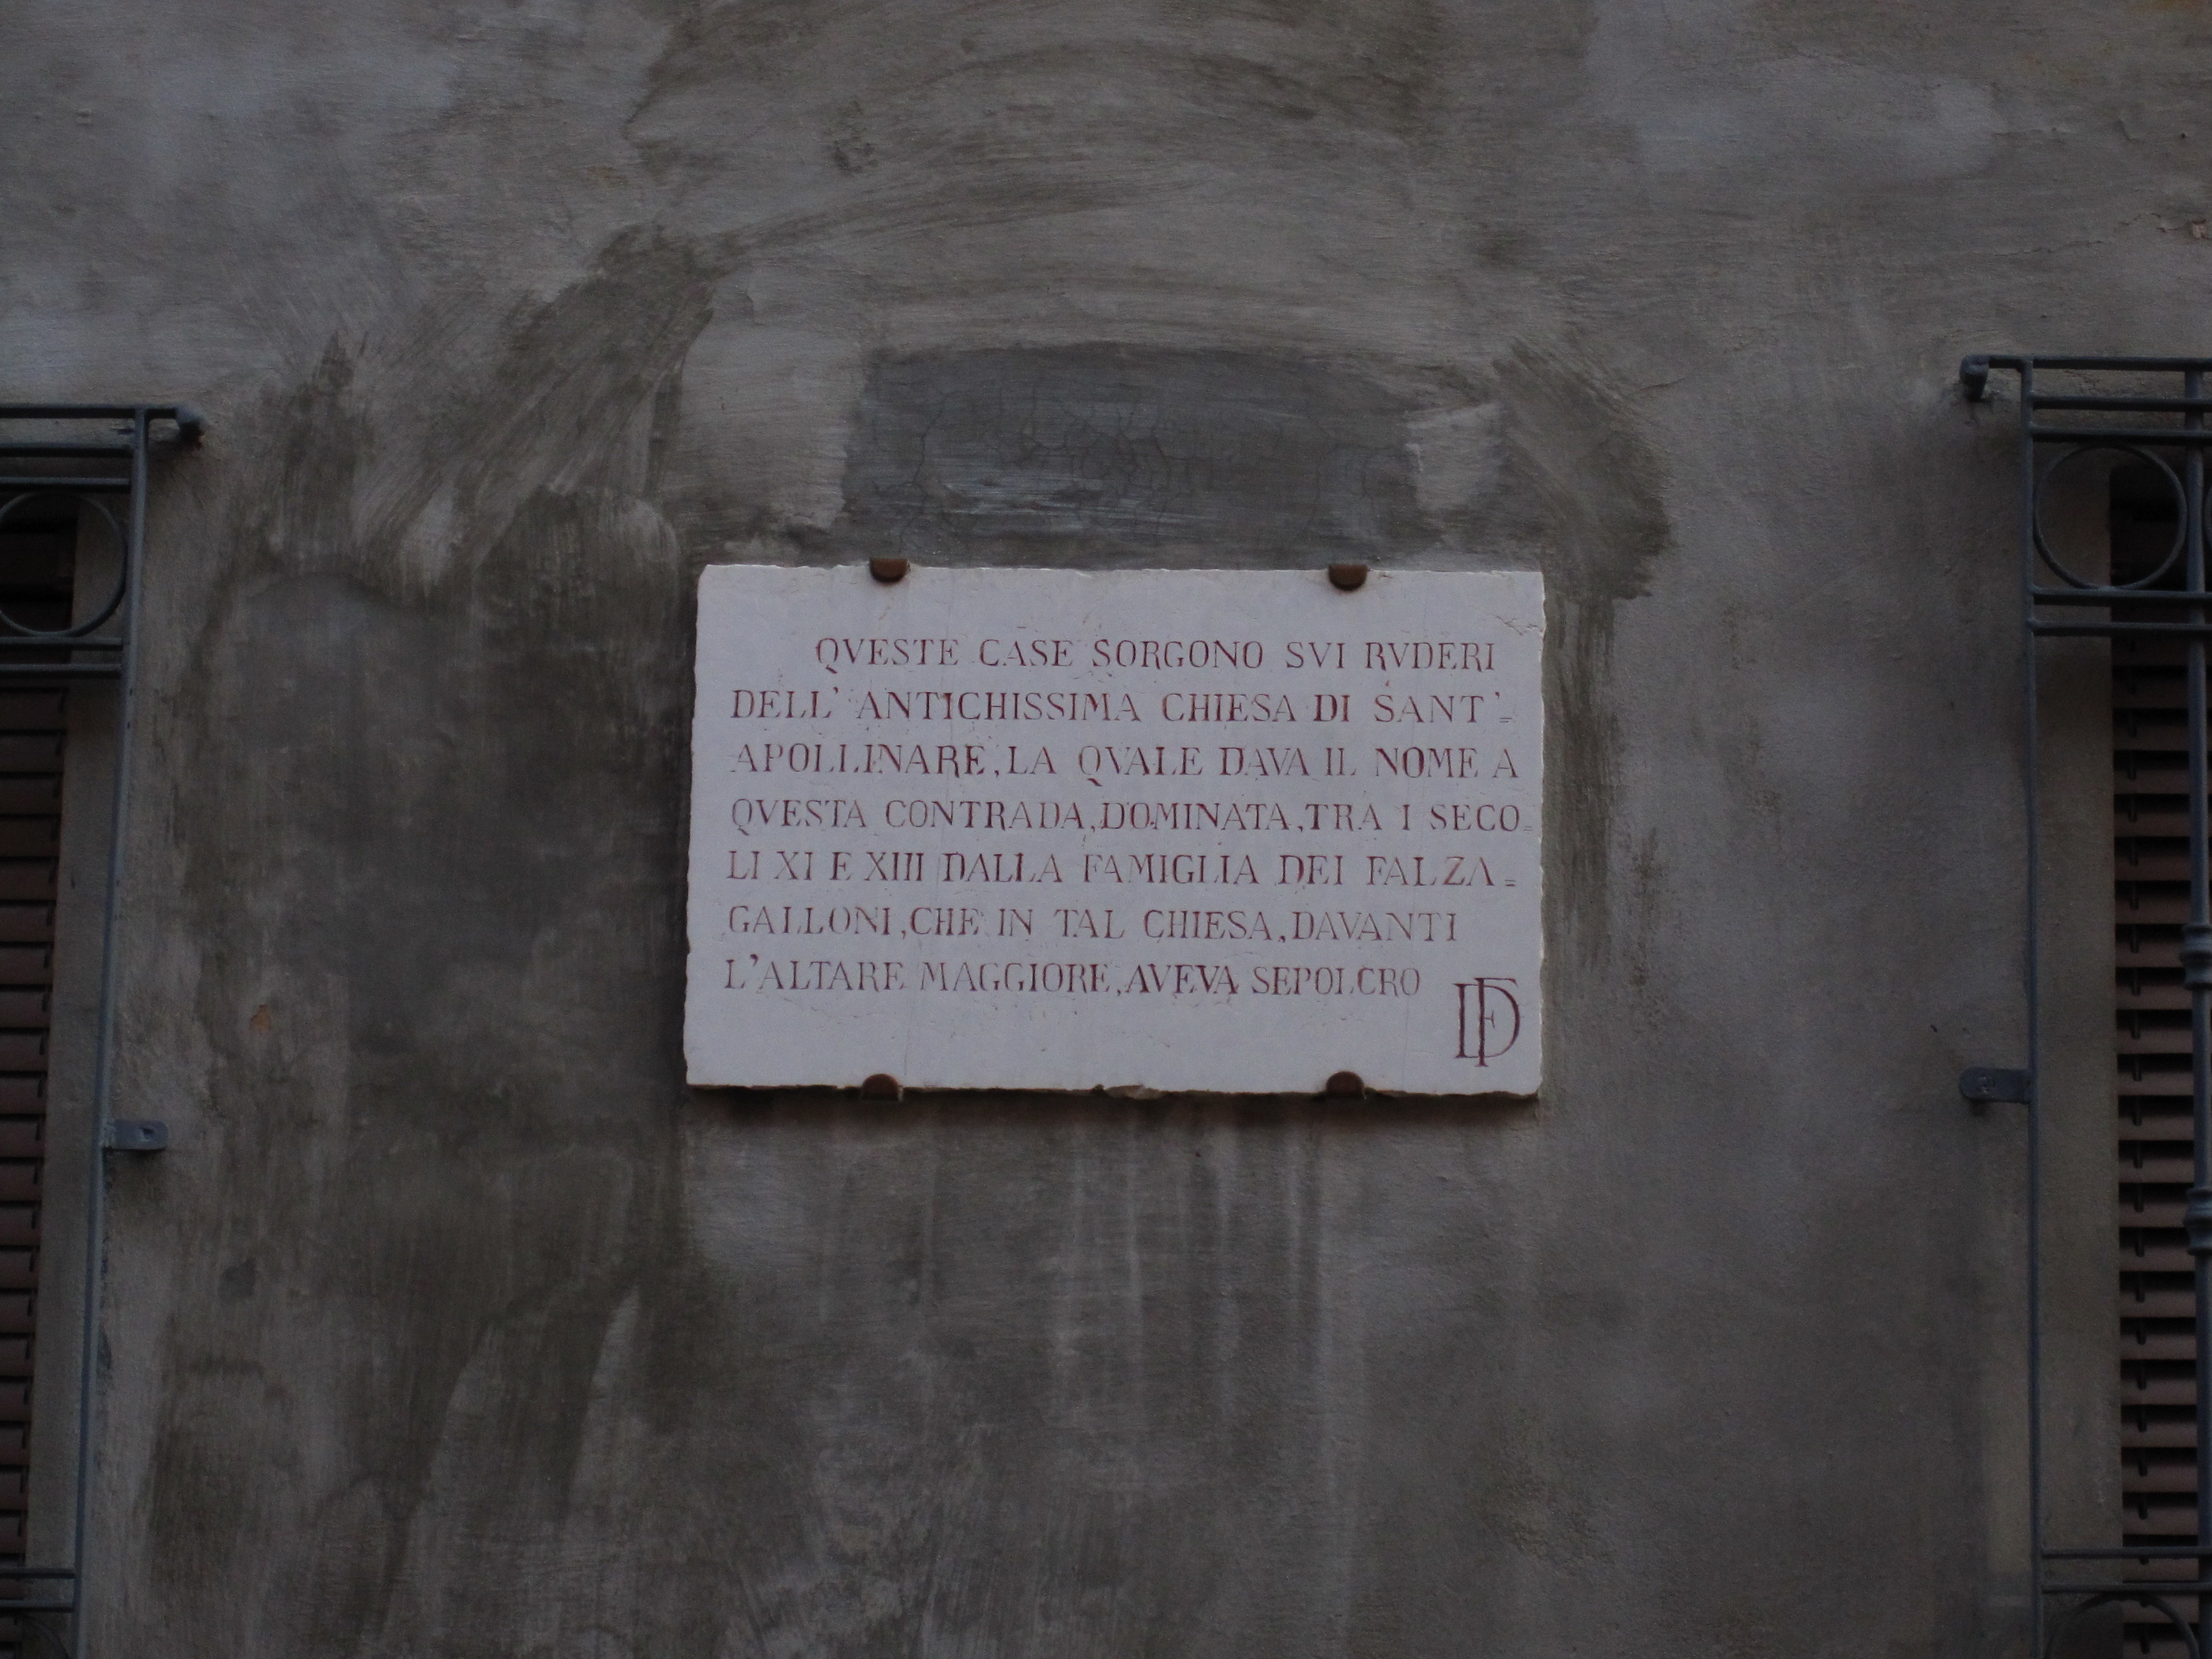 QVESTE CASE SORGONO SVI RVDERI
DELL'ANTICHISSIMA CHIESA DI SANT'=
APOLLINARE, LA QVALE DAVA IL NOME A
QVESTA CONTRADA, DOMINATA, TRA I SECO=
LI XI E XIII DALLA FAMIGLIA DEI FALZA=
GALLONI, CHE IN TAL CHIESA, DAVANTI
L'ALTARE MAGGIORE, AVEVA SEPOLCRO